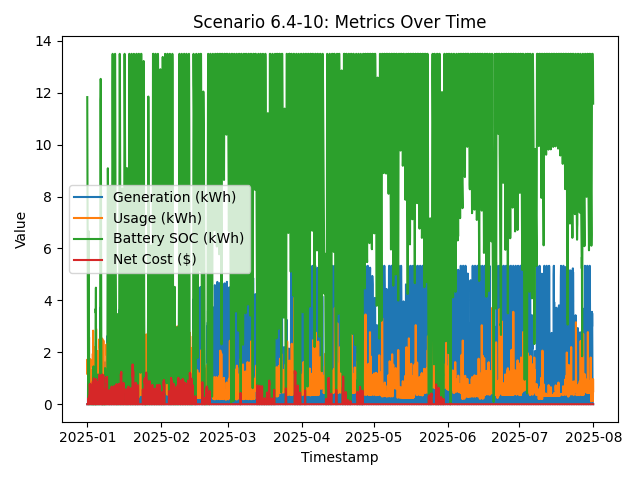 Scenario 6.4-10: Metrics Over Time
Value
14
12
10
8
6
4
2
0
Generation (kWh)
Usage (kWh)
Battery SOC (kWh)
Net Cost ($)
2025-01 2025-02 2025-03 2025-04 2025-05 2025-06 2025-07 2025-08
Timestamp